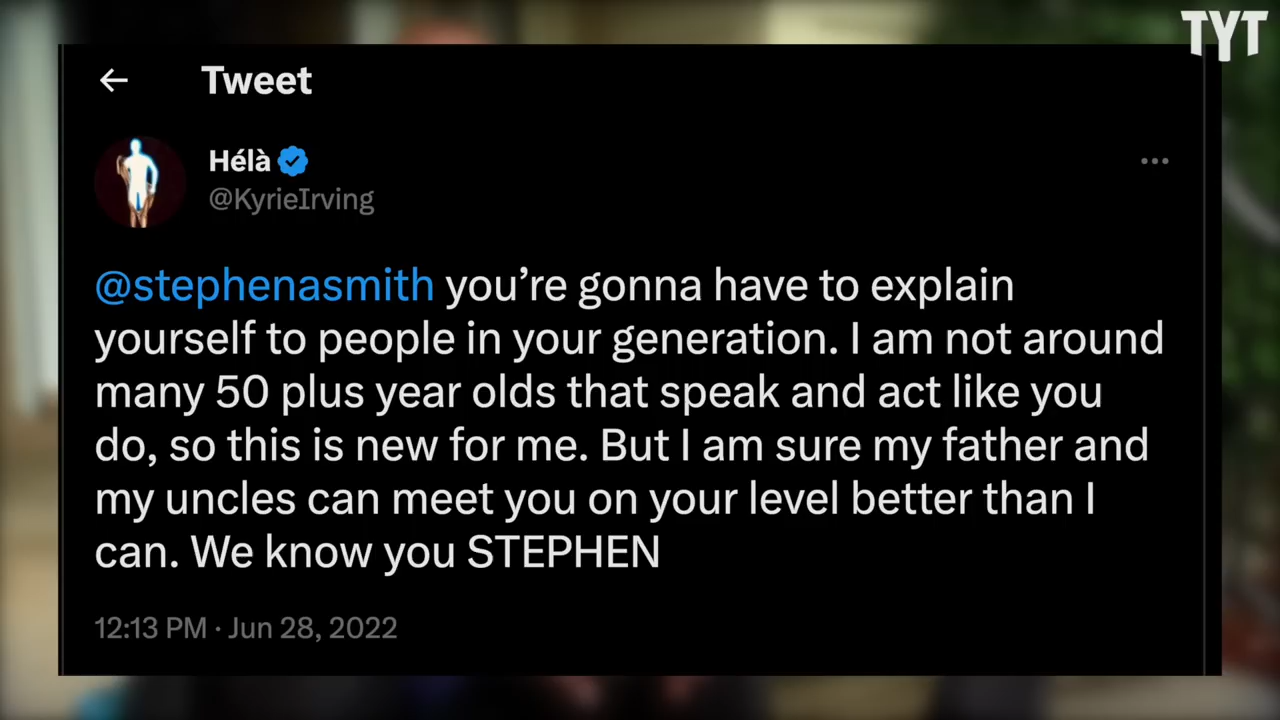 TYT
Tweet
Hélà
@KyrieIrving
@stephenasmith you’re gonna have to explain
yourself to people in your generation. I am not around
many 50 plus year olds that speak and act like you
do, so this is new for me. But I am sure my father and
my uncles can meet you on your level better than I
can. We know you STEPHEN
12:13 PM · Jun 28, 2022